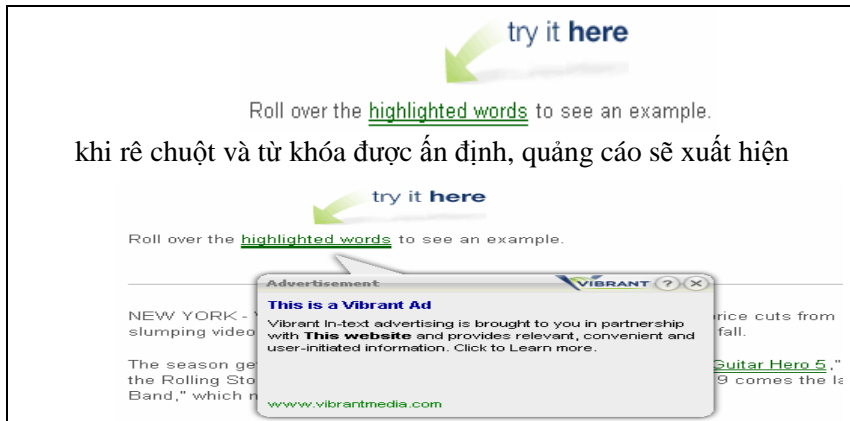 try it here
Roll over the highlighted words to see an example.
khi rê chuột và từ khóa được ấn định, quảng cáo sẽ xuất hiện
try it here
Roll over the highlighted words to see an example.
Advertisement VIBRANT ? X
This is a Vibrant Ad
Vibrant In-text advertising is brought to you in partnership
with This website and provides relevant, convenient and
user-initiated information. Click to Learn more.
www.vibrantmedia.com
NEW YORK - rice cuts from
slumping video fall.
The season ge Guitar Hero 5,"
the Rolling Sto 9 comes the la
Band," which